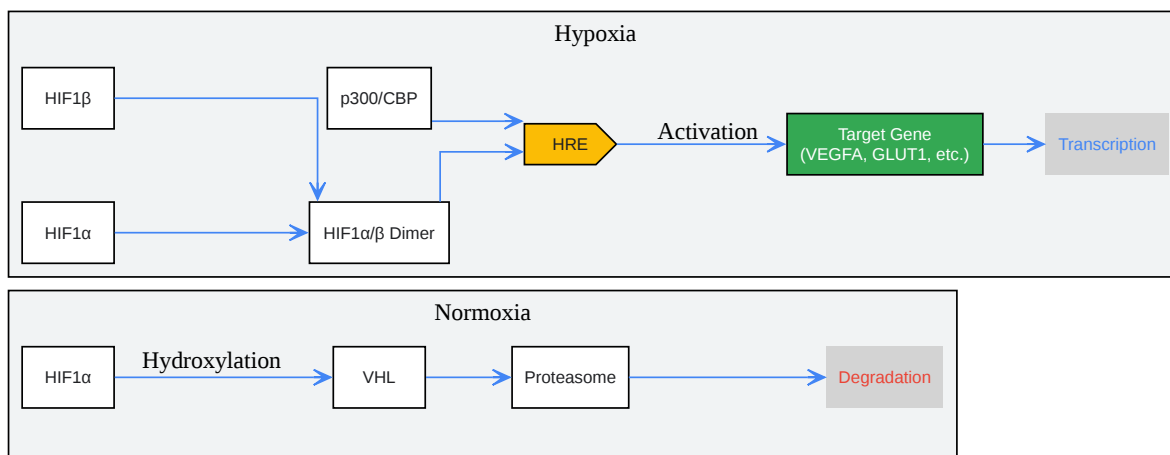 Hypoxia
HIF1β
p300/CBP
HRE
Activation
Target Gene
(VEGFA, GLUT1, etc.)
Transcription
HIF1α
HIF1α/β Dimer
Normoxia
HIF1α
Hydroxylation
VHL
Proteasome
Degradation